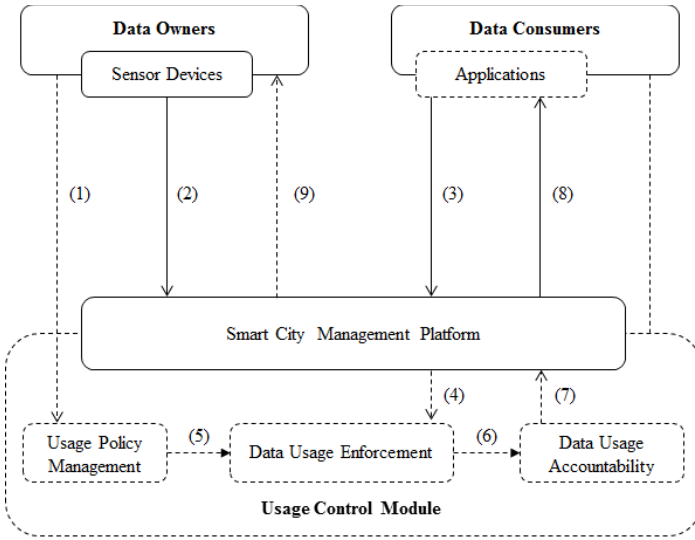 Data Owners
Data Consumers
Sensor Devices
Applications
(1)
(2)
(9)
(3)
(8)
Smart City Management Platform
(4)
(7)
Usage Policy
Management
(5)
Data Usage Enforcement
(6)
Data Usage
Accountability
Usage Control Module